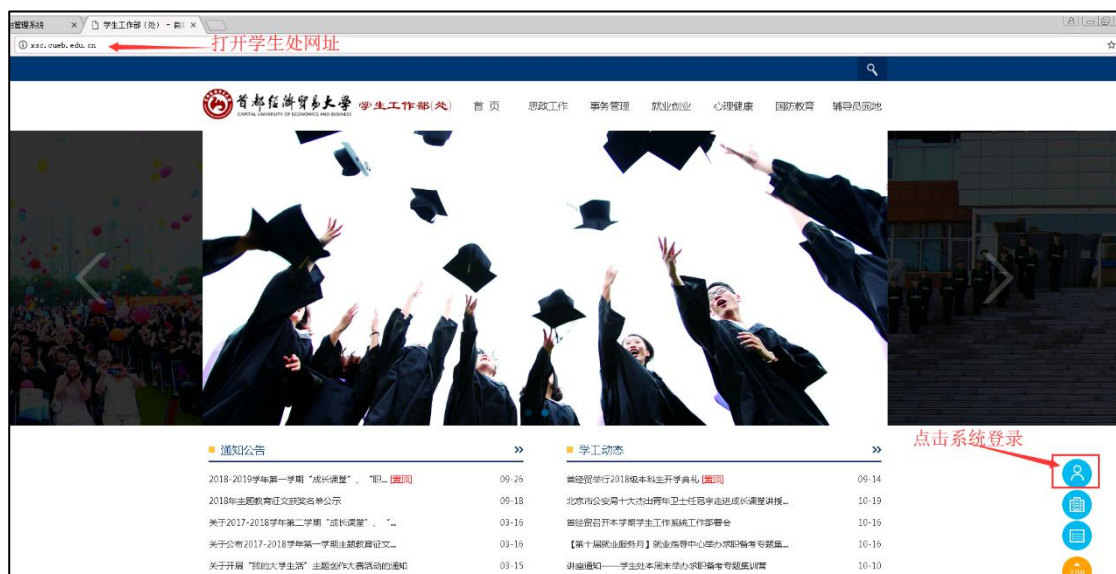 管理系统
学生工作部（处）－ 首
xsc.cueb.edu.cn
打开学生处网址
首都经济贸易大学 学生工作部(处)
CAPITAL UNIVERSITY OF ECONOMICS AND BUSINESS
首 页 思政工作 事务管理 就业创业 心理健康 国防教育 辅导员园地
点击系统登录
通知公告 »
2018-2019学年第一学期“成长课堂”、“职… [置顶] 09-26
2018年主题教育征文获奖名单公示 09-18
关于2017-2018学年第二学期“成长课堂”、“… 03-16
关于公布2017-2018学年第一学期主题教育征文… 03-16
关于开展“我的大学生活”主题创作大赛活动的通知 03-15
学工动态 »
首经贸举行2018级本科生开学典礼 [置顶] 09-14
北京市公安局十大杰出青年卫士任冠宇走进成长课堂讲授… 10-19
首经贸召开本学期学生工作系统工作部署会 10-16
【第十届就业服务月】就业指导中心举办求职备考专题集… 10-16
讲座通知——学生处本周末举办求职备考专题集训营 10-10
TOP